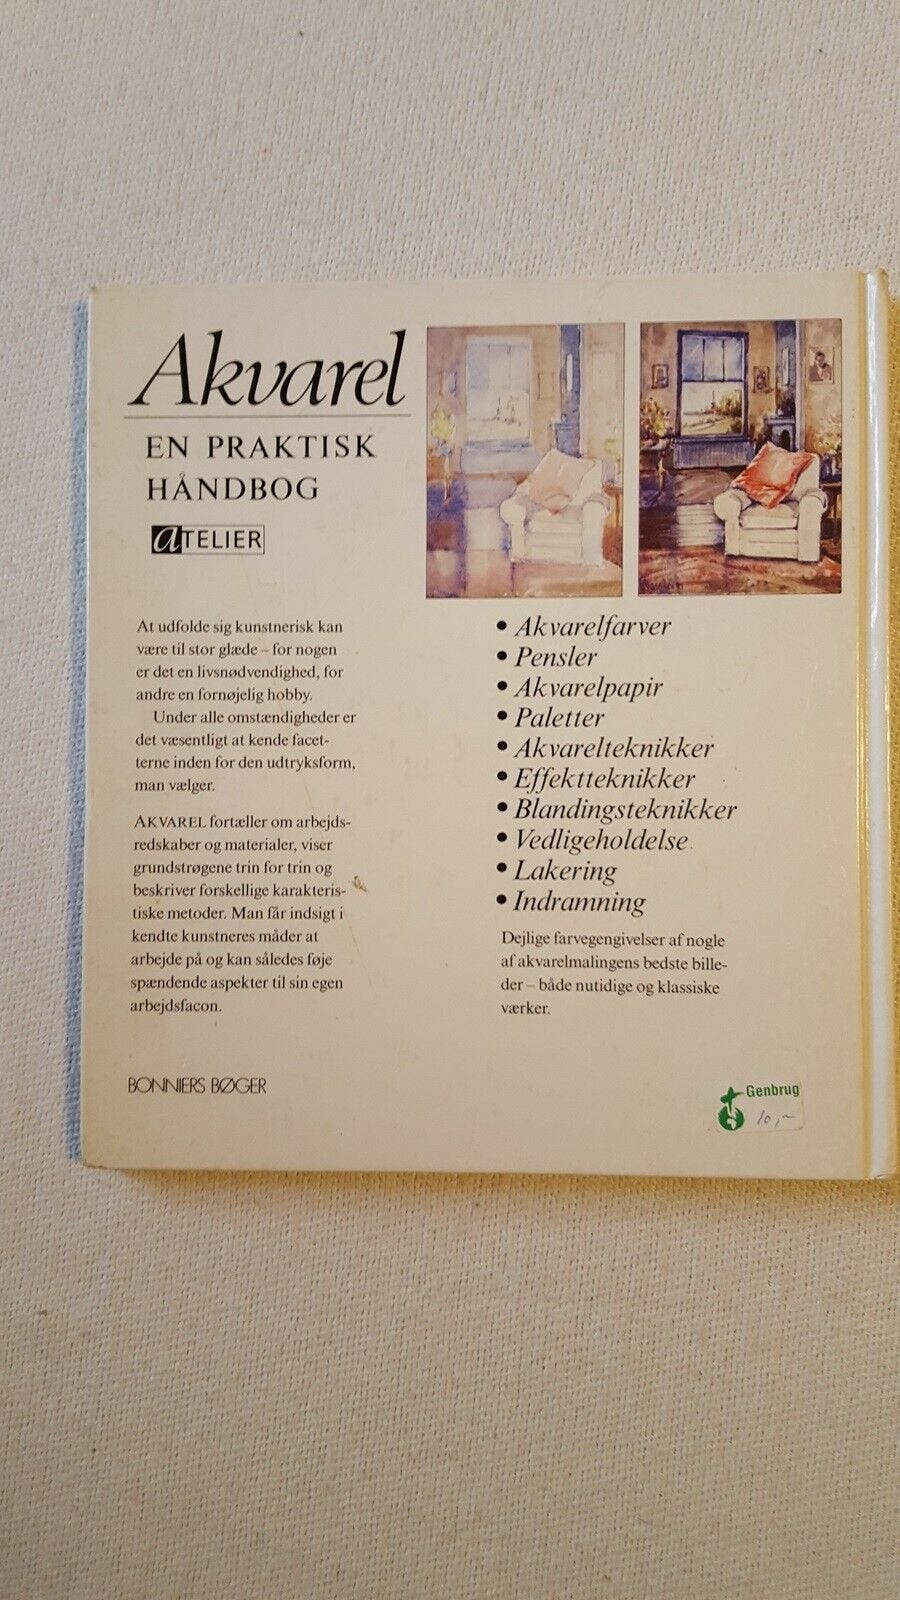 Akvarel
EN PRAKTISK
HÅNDBOG
aTELIER
At udfolde sig kunstnerisk kan
være til stor glæde – for nogen
er det en livsnødvendighed, for
andre en fornøjelig hobby.
Under alle omstændigheder er
det væsentligt at kende facet-
terne inden for den udtryksform,
man vælger.
AKVAREL fortæller om arbejds-
redskaber og materialer, viser
grundstrøgene trin for trin og
beskriver forskellige karakteris-
tiske metoder. Man får indsigt i
kendte kunstneres måder at
arbejde på og kan således føje
spændende aspekter til sin egen
arbejdsfacon.
BONNIERS BØGER
• Akvarelfarver
• Pensler
• Akvarelpapir
• Paletter
• Akvarelteknikker
• Effektteknikker
• Blandingsteknikker
• Vedligeholdelse
• Lakering
• Indramning
Dejlige farvegengivelser af nogle
af akvarelmalingens bedste bille-
der – både nutidige og klassiske
værker.
Genbrug
10,-